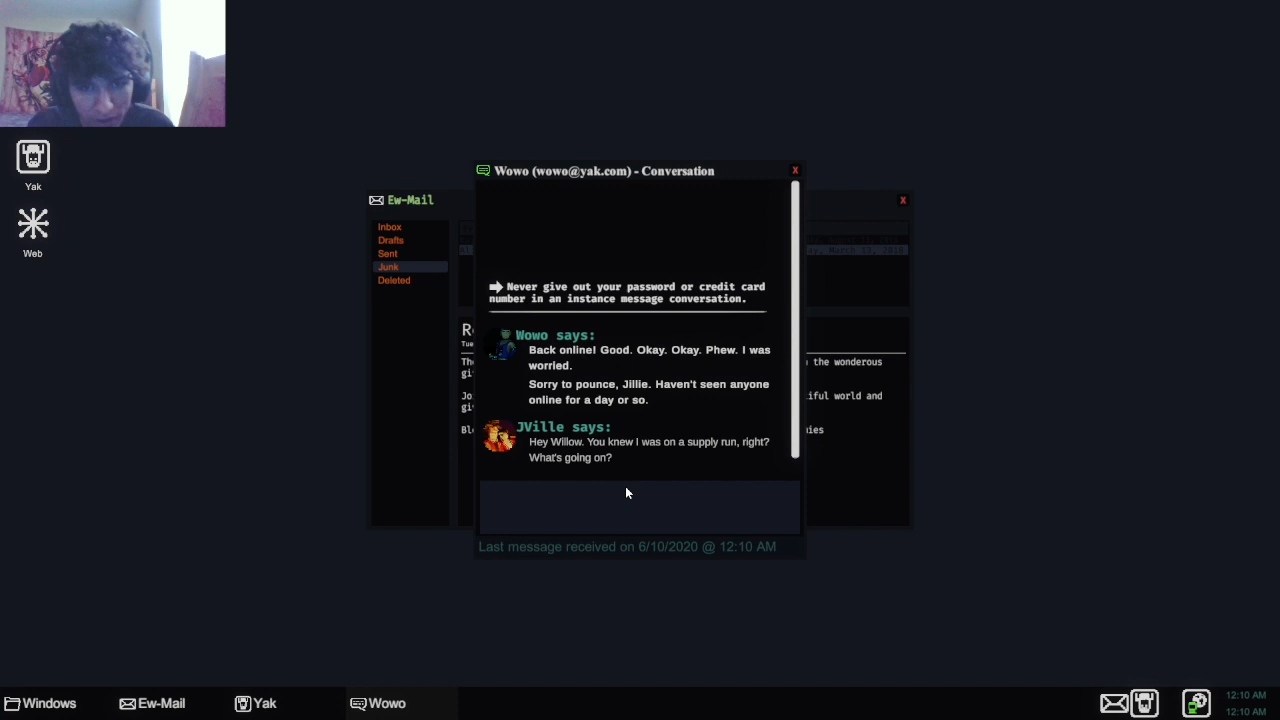 Yak
Web
Wowo (wowo@yak.com) - Conversation
X
Ew-Mail
X
Inbox
Drafts
Sent
Junk
Deleted
Never give out your password or credit card
number in an instance message conversation.
Wowo says:
Back online! Good. Okay. Okay. Phew. I was
worried.
Sorry to pounce, Jillie. Haven't seen anyone
online for a day or so.
JVille says:
Hey Willow. You knew I was on a supply run, right?
What's going on?
the wonderous
world and
Last message received on 6/10/2020 @ 12:10 AM
Windows
Ew-Mail
Yak
Wowo
12:10 AM
12:10 AM